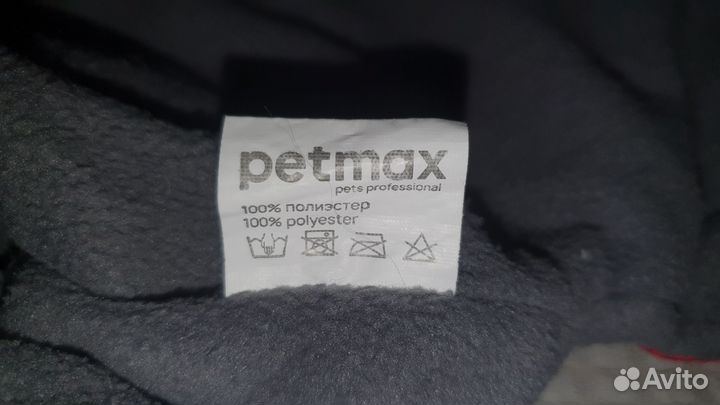 petmax
pets professional
100% полиэстер
100% polyester
Avito